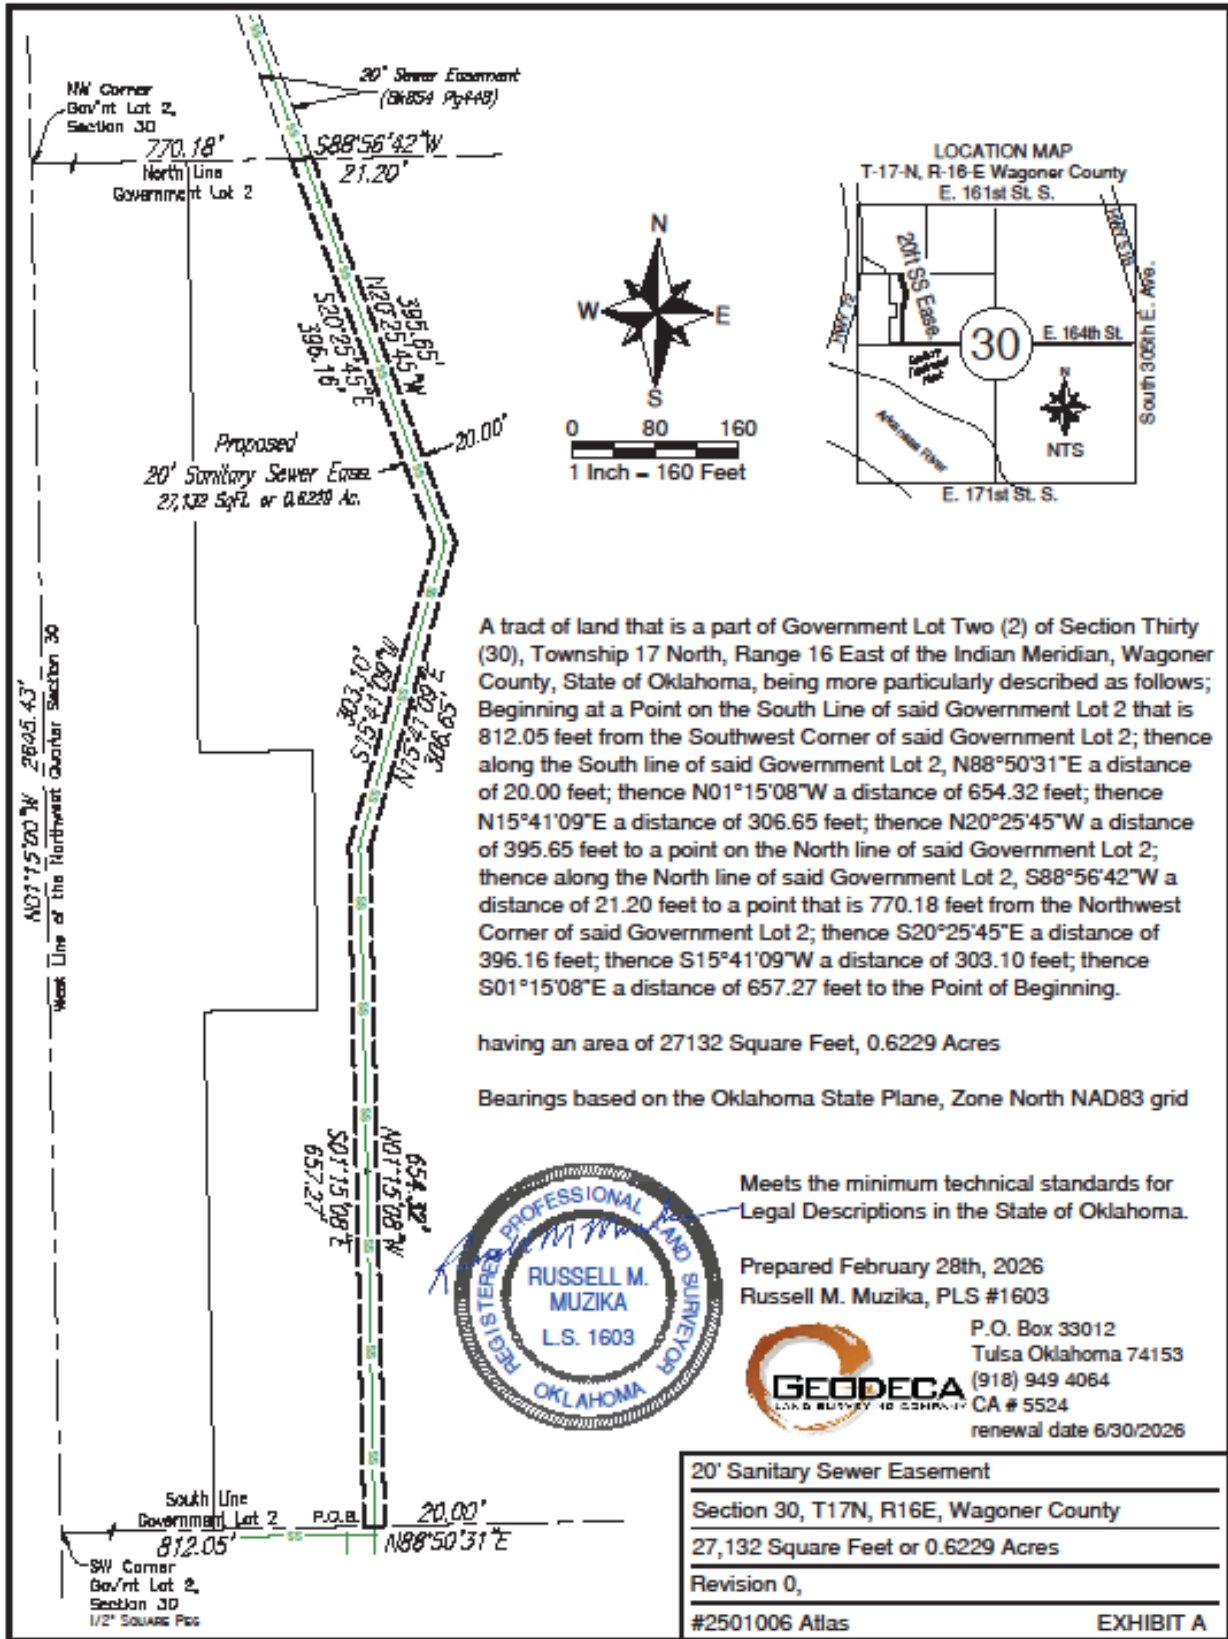 20' Sewer Easement
(Bk854 Pg448)
NW Corner
Gov'nt Lot 2,
Section 30
770.18'
S88°56'42"W
21.20'
North Line
Government Lot 2
LOCATION MAP
T-17-N, R-16-E Wagoner County
E. 161st St. S.
HWY 72
20ft SS Ease.
30
E. 164th St.
South 305th E. Ave.
Arkansas River
N
NTS
E. 171st St. S.
N
W
E
S
0 80 160
1 Inch = 160 Feet
395.65'
N20°25'45"W
S20°25'45"E
396.16'
20.00'
Proposed
20' Sanitary Sewer Ease.
27,132 SqFt. or 0.6229 Ac.
303.10'
S15°41'09"W
N15°41'09"E
306.65'
N01°15'00"W 2645.43'
West Line of the Northwest Quarter Section 30
A tract of land that is a part of Government Lot Two (2) of Section Thirty
(30), Township 17 North, Range 16 East of the Indian Meridian, Wagoner
County, State of Oklahoma, being more particularly described as follows;
Beginning at a Point on the South Line of said Government Lot 2 that is
812.05 feet from the Southwest Corner of said Government Lot 2; thence
along the South line of said Government Lot 2, N88°50'31"E a distance
of 20.00 feet; thence N01°15'08"W a distance of 654.32 feet; thence
N15°41'09"E a distance of 306.65 feet; thence N20°25'45"W a distance
of 395.65 feet to a point on the North line of said Government Lot 2;
thence along the North line of said Government Lot 2, S88°56'42"W a
distance of 21.20 feet to a point that is 770.18 feet from the Northwest
Corner of said Government Lot 2; thence S20°25'45"E a distance of
396.16 feet; thence S15°41'09"W a distance of 303.10 feet; thence
S01°15'08"E a distance of 657.27 feet to the Point of Beginning.
having an area of 27132 Square Feet, 0.6229 Acres
Bearings based on the Oklahoma State Plane, Zone North NAD83 grid
654.32'
N01°15'08"W
S01°15'08"E
657.27'
REGISTERED PROFESSIONAL LAND SURVEYOR
RUSSELL M.
MUZIKA
L.S. 1603
OKLAHOMA
Meets the minimum technical standards for
Legal Descriptions in the State of Oklahoma.
Prepared February 28th, 2026
Russell M. Muzika, PLS #1603
GEODECA
LAND SURVEYING COMPANY
P.O. Box 33012
Tulsa Oklahoma 74153
(918) 949 4064
CA # 5524
renewal date 6/30/2026
South Line
Government Lot 2
P.O.B.
20.00'
812.05'
N88°50'31"E
SW Corner
Gov'nt Lot 2,
Section 30
1/2" SQUARE PEG
20' Sanitary Sewer Easement
Section 30, T17N, R16E, Wagoner County
27,132 Square Feet or 0.6229 Acres
Revision 0,
#2501006 Atlas EXHIBIT A